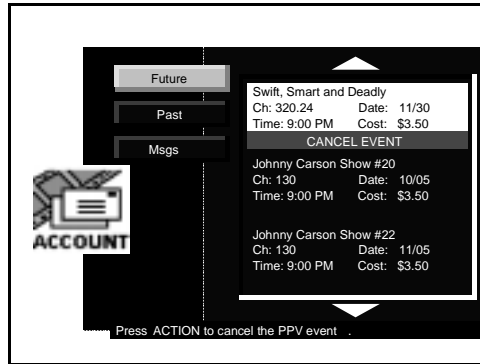 Future
Past
Msgs
ACCOUNT
Swift, Smart and Deadly
Ch: 320.24 Date: 11/30
Time: 9:00 PM Cost: $3.50
CANCEL EVENT
Johnny Carson Show #20
Ch: 130 Date: 10/05
Time: 9:00 PM Cost: $3.50
Johnny Carson Show #22
Ch: 130 Date: 11/05
Time: 9:00 PM Cost: $3.50
Press ACTION to cancel the PPV event .